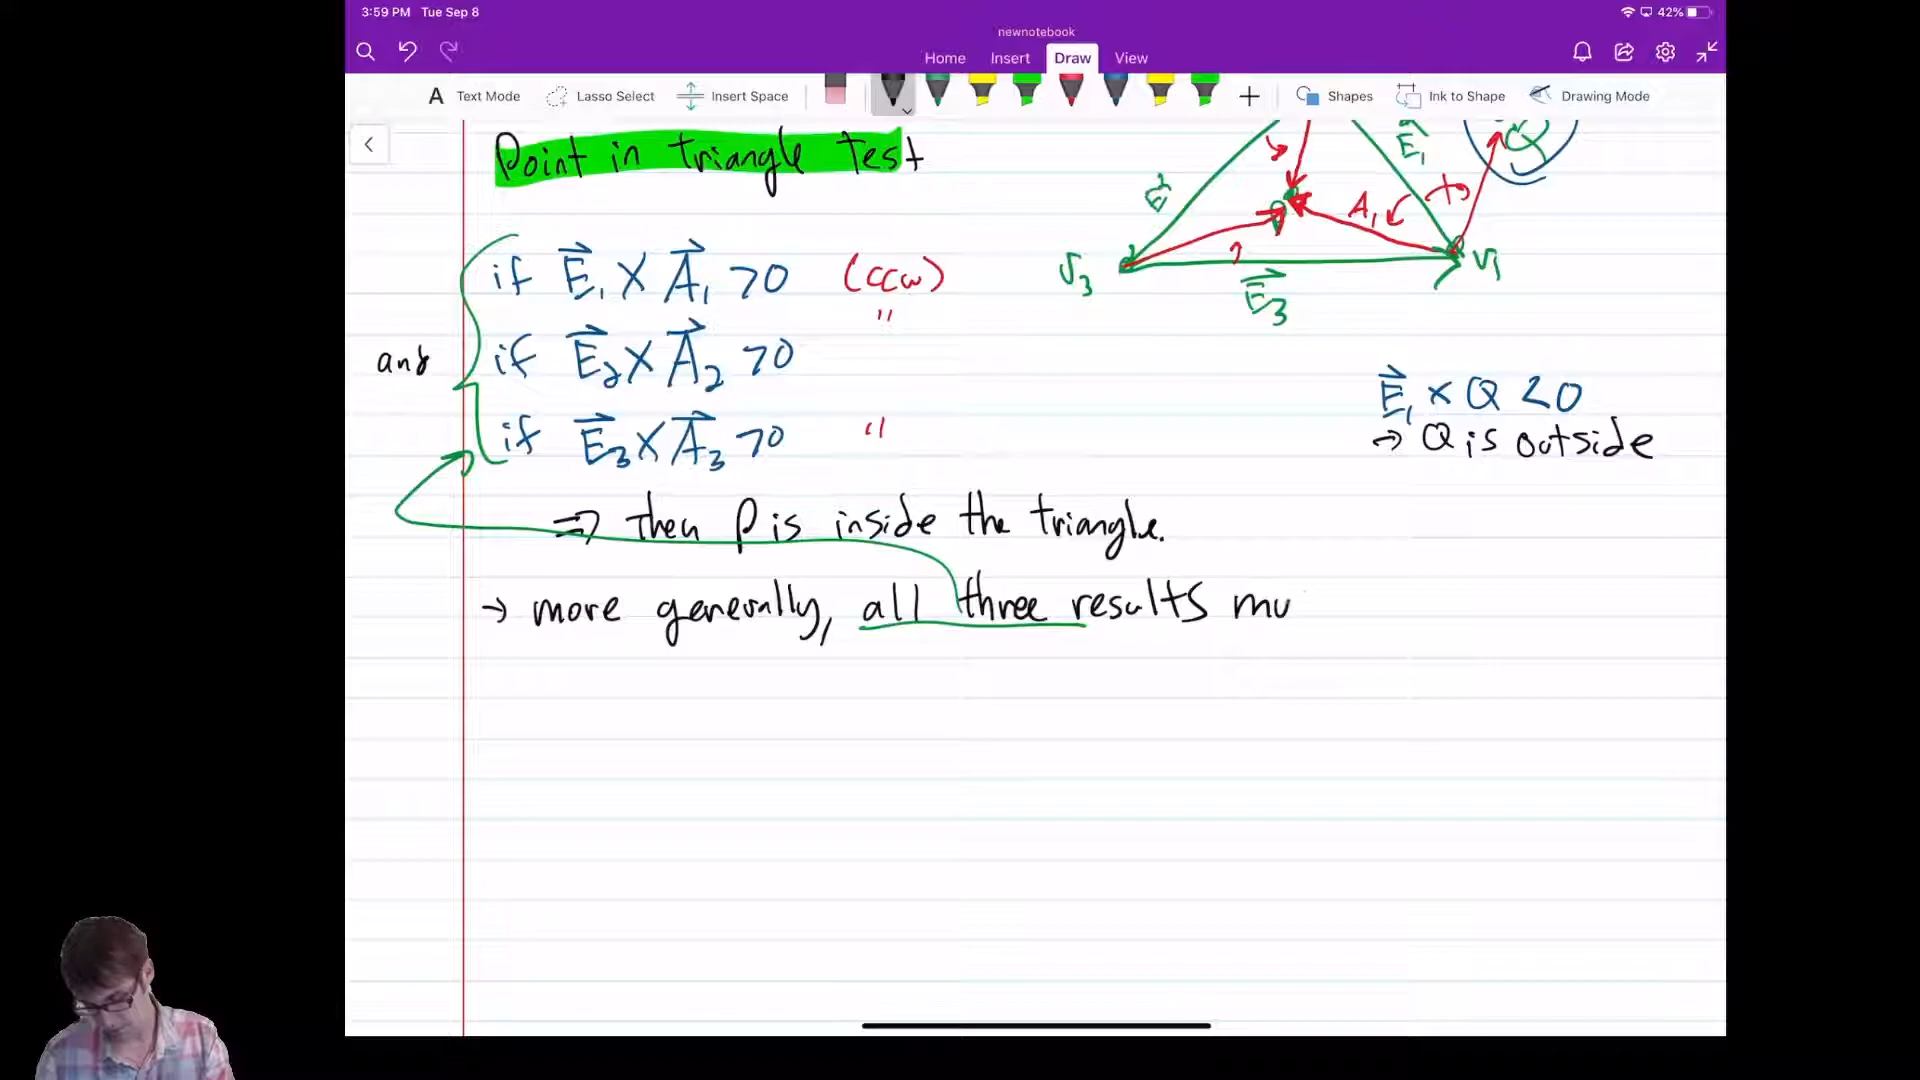 3:59 PM Tue Sep 8
42%
newnotebook
Home Insert Draw View
A Text Mode Lasso Select Insert Space Shapes Ink to Shape Drawing Mode
Point in triangle test
E₁
Q
E₂
A₁
P
V₃
V₁
E₃
if E₁ X A₁ >0 (ccw)
"
and
if E₂ X A₂ >0
if E₃ X A₃ >0 "
E₁ x Q <0
→ Q is outside
⇒ then P is inside the triangle.
→ more generally, all three results mu